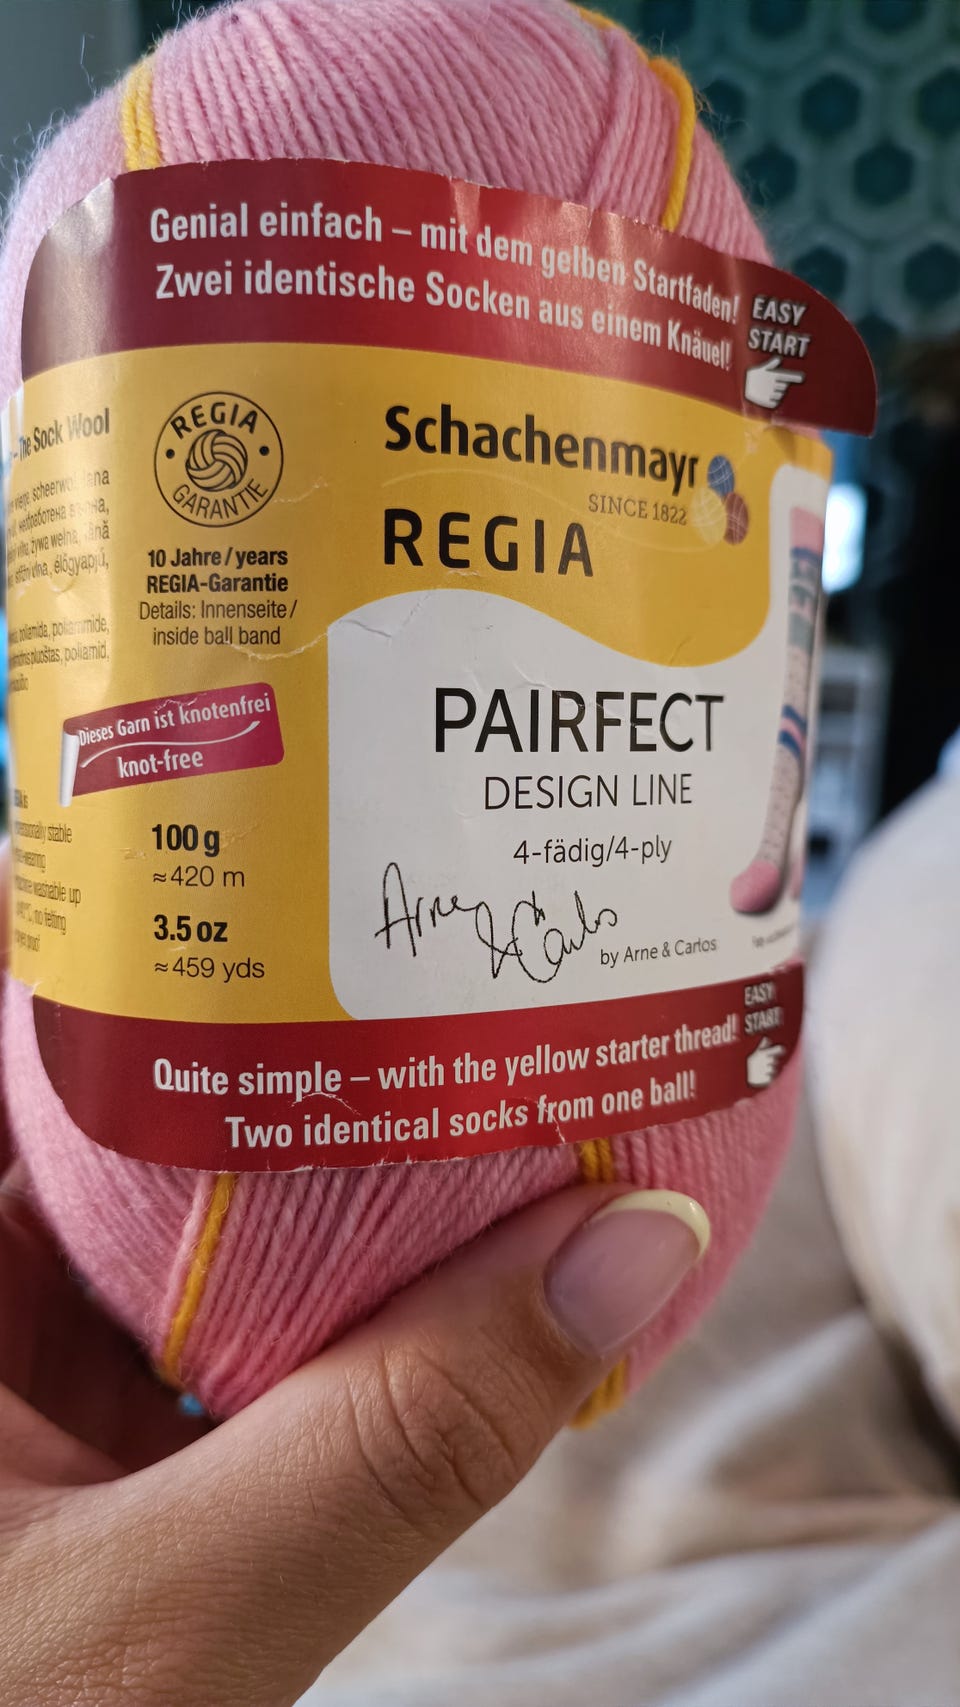 Genial einfach – mit dem gelben Startfaden!
Zwei identische Socken aus einem Knäuel!
EASY
START
– The Sock Wool
REGIA
GARANTIE
10 Jahre/years
REGIA-Garantie
Details: Innenseite/
inside ball band
Dieses Garn ist knotenfrei
knot-free
100 g
≈420 m
3.5 oz
≈459 yds
Schachenmayr
SINCE 1822
REGIA
PAIRFECT
DESIGN LINE
4-fädig/4-ply
Arne & Carlos
by Arne & Carlos
EASY
START
Quite simple – with the yellow starter thread!
Two identical socks from one ball!